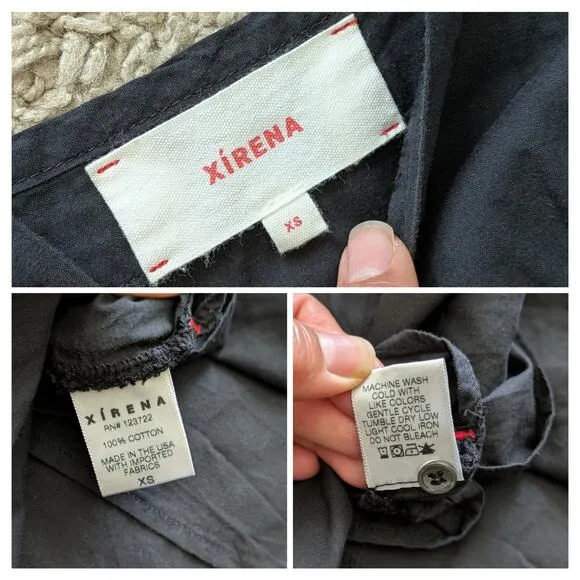 XÍRENA
XS
XÍRENA
RN# 123722
100% COTTON
MADE IN THE USA
WITH IMPORTED
FABRICS
XS
MACHINE WASH
COLD WITH
LIKE COLORS
GENTLE CYCLE
TUMBLE DRY LOW
LIGHT COOL IRON
DO NOT BLEACH